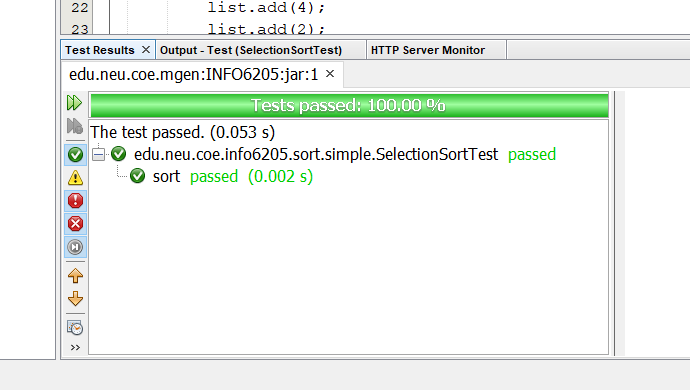 22 list.add(4);
23 list.add(2);
Test Results × Output - Test (SelectionSortTest) HTTP Server Monitor
edu.neu.coe.mgen:INFO6205:jar:1 ×
Tests passed: 100.00 %
The test passed. (0.053 s)
edu.neu.coe.info6205.sort.simple.SelectionSortTest passed
sort passed (0.002 s)
>>